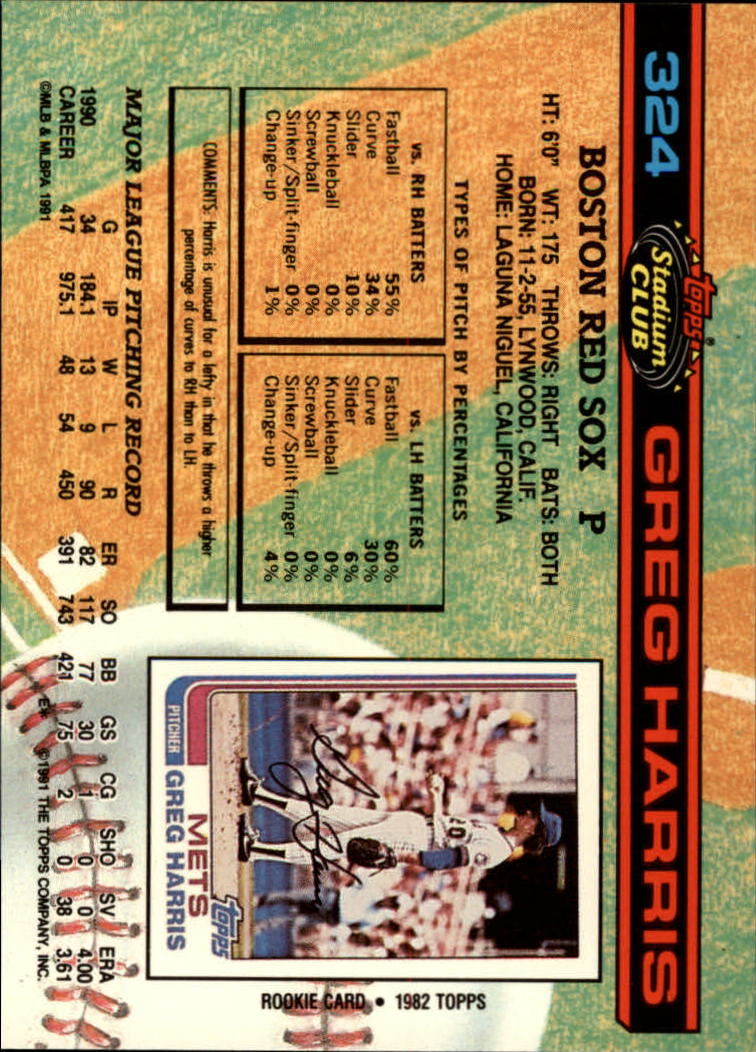 324
Topps®
Stadium
CLUB
GREG HARRIS
BOSTON RED SOX P
HT: 6'0" WT: 175 THROWS: RIGHT BATS: BOTH
BORN: 11-2-55, LYNWOOD, CALIF.
HOME: LAGUNA NIGUEL, CALIFORNIA
TYPES OF PITCH BY PERCENTAGES
vs. RH BATTERS
Fastball 55%
Curve 34%
Slider 10%
Knuckleball 0%
Screwball 0%
Sinker/Split-finger 0%
Change-up 1%
vs. LH BATTERS
Fastball 60%
Curve 30%
Slider 6%
Knuckleball 0%
Screwball 0%
Sinker/Split-finger 0%
Change-up 4%
COMMENTS: Harris is unusual for a lefty in that he throws a higher
percentage of curves to RH than to LH.
MAJOR LEAGUE PITCHING RECORD
G IP W L R ER SO BB GS CG SHO SV ERA
1990 34 184.1 13 9 90 82 117 77 30 1 0 0 4.00
CAREER 417 975.1 48 54 450 391 743 421 75 2 0 38 3.61
©MLB & MLBPA 1991
E* ©1991 THE TOPPS COMPANY, INC.
20
Greg Harris
Topps
METS
PITCHER GREG HARRIS
ROOKIE CARD • 1982 TOPPS